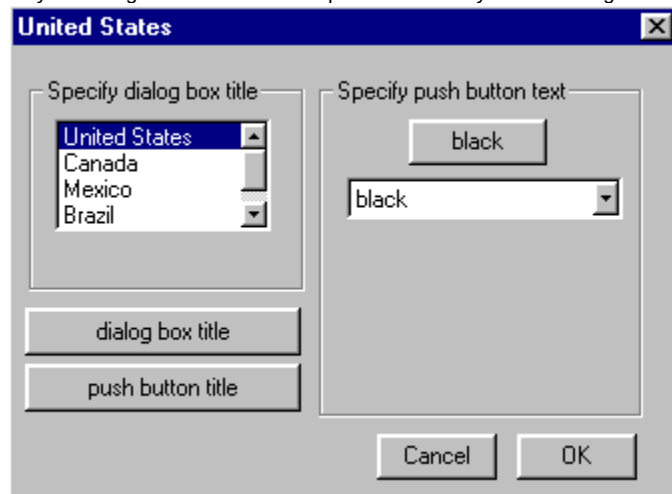 United States
Specify dialog box title
United States
Canada
Mexico
Brazil
dialog box title
push button title
Specify push button text
black
black
Cancel
OK